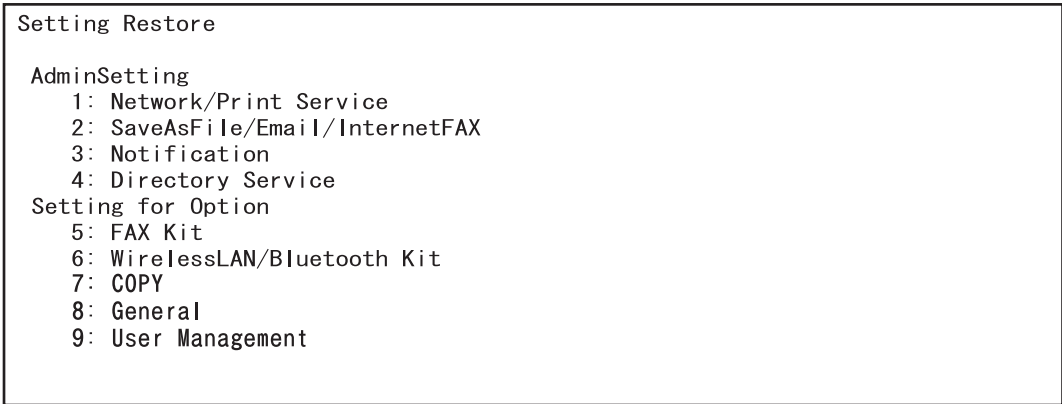 Setting Restore
AdminSetting
1: Network/Print Service
2: SaveAsFile/Email/InternetFAX
3: Notification
4: Directory Service
Setting for Option
5: FAX Kit
6: WirelessLAN/Bluetooth Kit
7: COPY
8: General
9: User Management